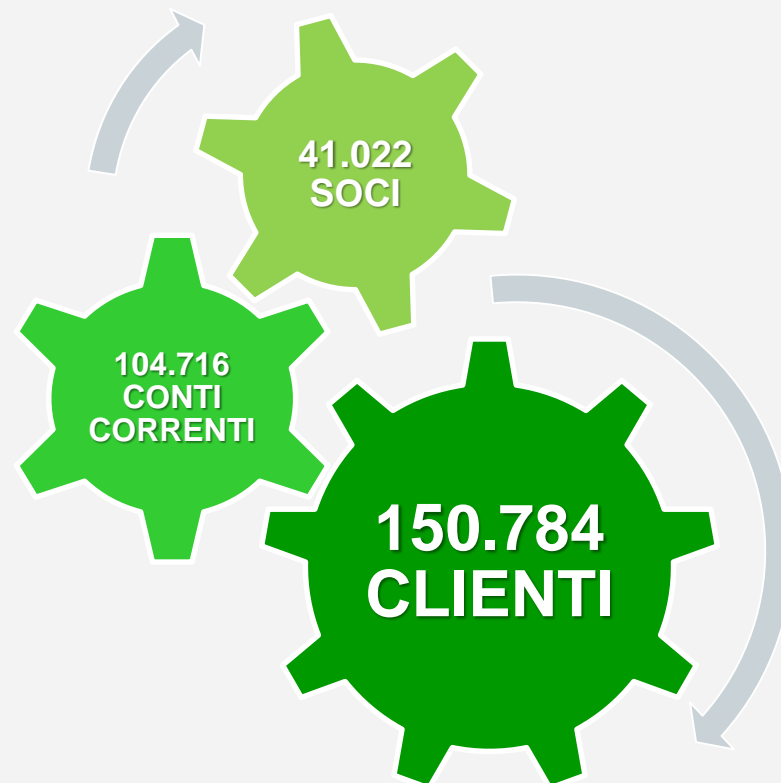 41.022
SOCI
104.716
CONTI
CORRENTI
150.784
CLIENTI